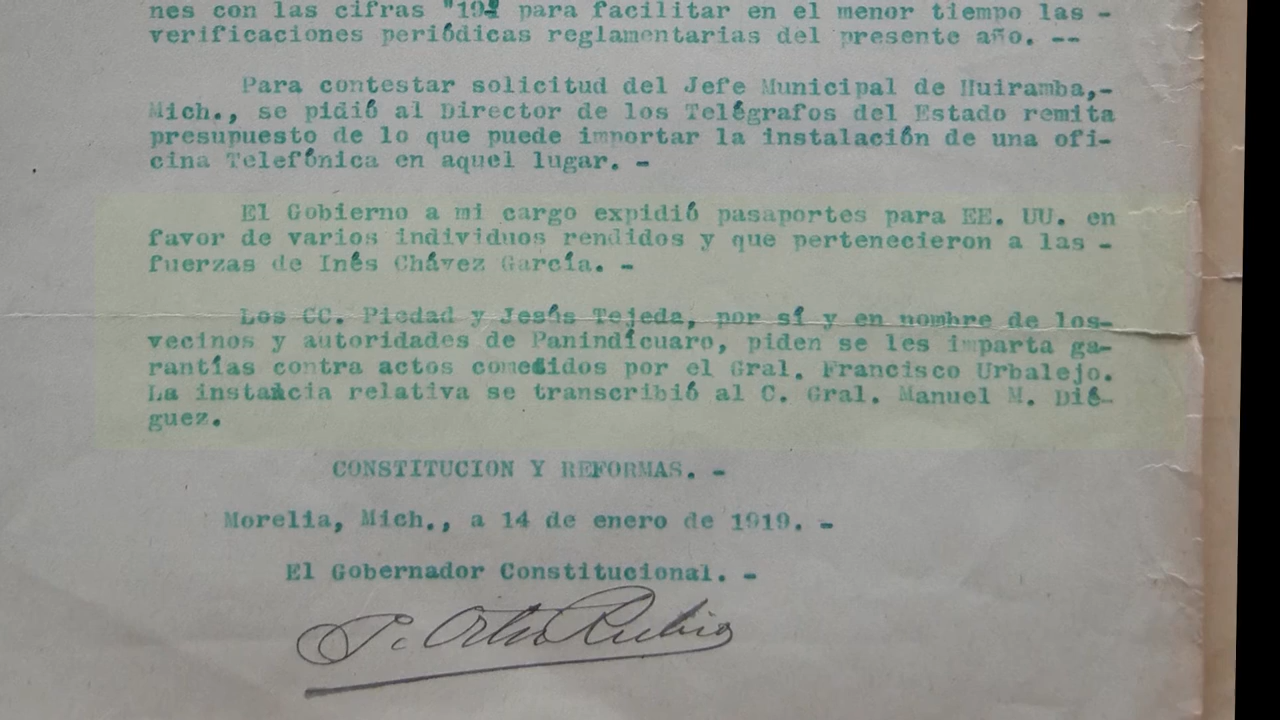 nes con las cifras "19 para facilitar en el menor tiempo las -
verificaciones periódicas reglamentarias del presente año. --
Para contestar solicitud del Jefe Municipal de Huiramba,-
Mich., se pidió al Director de los Telégrafos del Estado remita
presupuesto de lo que puede importar la instalación de una ofi-
cina Telefónica en aquel lugar. -
El Gobierno a mi cargo expidió pasaportes para EE. UU. en
favor de varios individuos rendidos y que pertenecieron a las -
fuerzas de Inés Chávez García. -
Los CC. Piedad y Jesús Tejeda, por sí y en nombre de los-
vecinos y autoridades de Panindícuaro, piden se les imparta ga-
rantías contra actos cometidos por el Gral. Francisco Urbalejo.
La instancia relativa se transcribió al C. Gral. Manuel M. Dié-
guez.
CONSTITUCION Y REFORMAS. -
Morelia, Mich., a 14 de enero de 1919. -
El Gobernador Constitucional. -
P. Ortiz Rubio